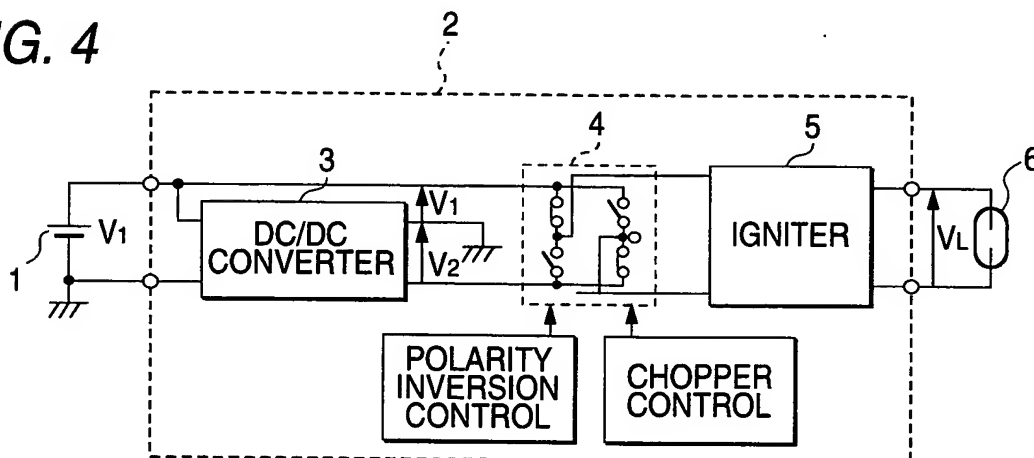 G. 4
2
3
4
5
6
1
V1
DC/DC
CONVERTER
V1
V2
IGNITER
VL
POLARITY
INVERSION
CONTROL
CHOPPER
CONTROL